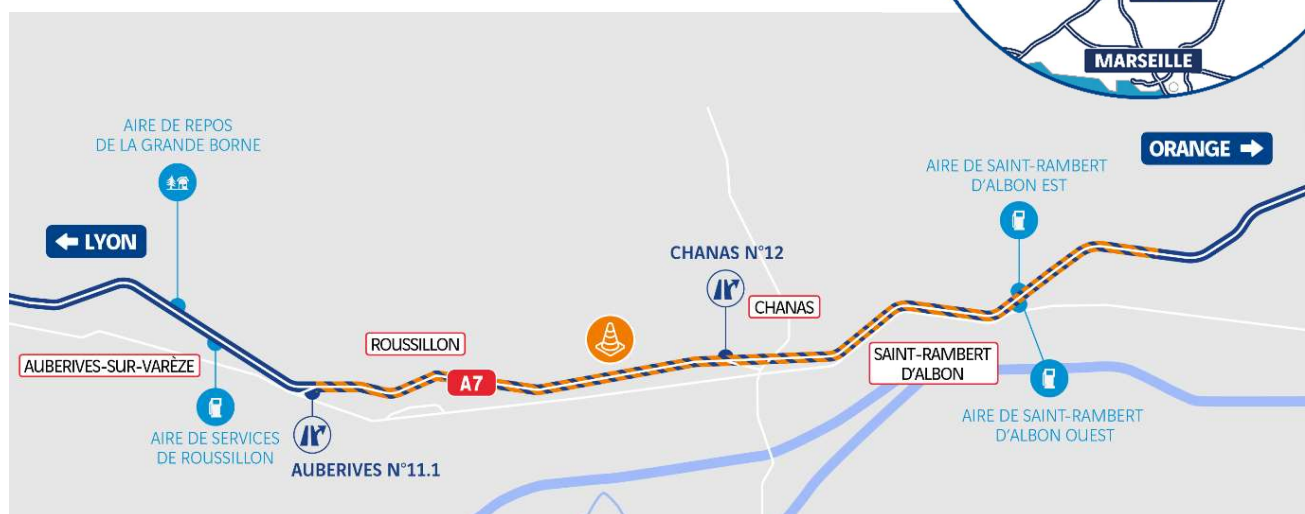 MARSEILLE
AIRE DE REPOS
DE LA GRANDE BORNE
ORANGE →
AIRE DE SAINT-RAMBERT
D'ALBON EST
← LYON
CHANAS N°12
CHANAS
ROUSSILLON
AUBERIVES-SUR-VARÈZE
A7
SAINT-RAMBERT
D'ALBON
AIRE DE SERVICES
DE ROUSSILLON
AUBERIVES N°11.1
AIRE DE SAINT-RAMBERT
D'ALBON OUEST